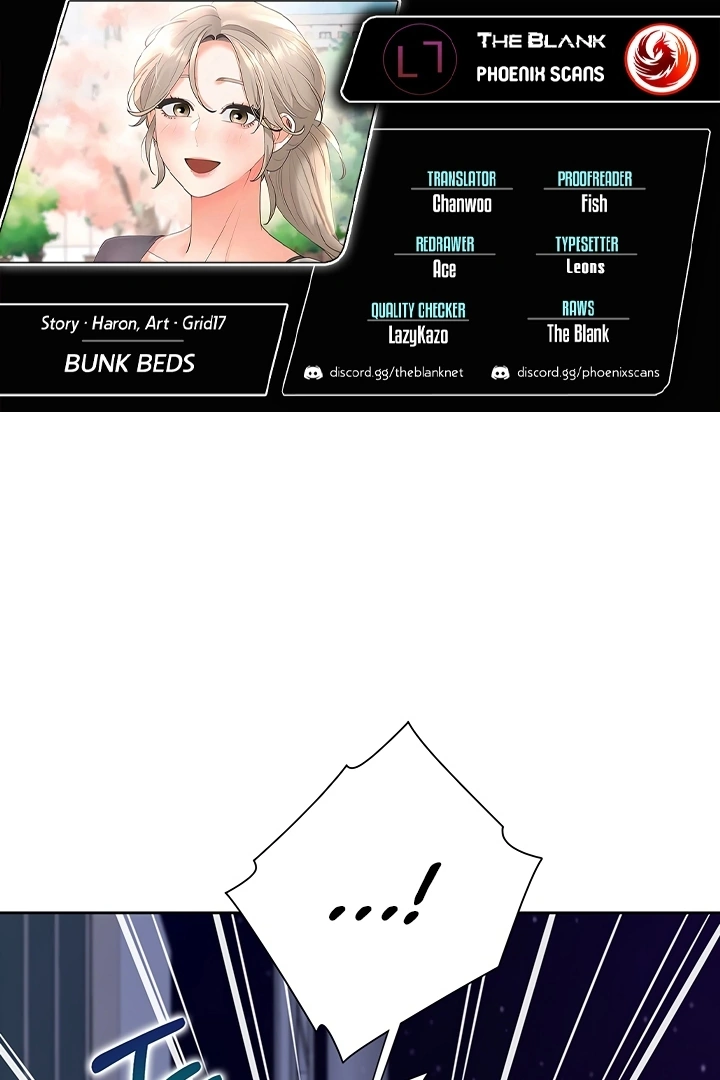 THE BLANK
PHOENIX SCANS
TRANSLATOR
Chanwoo
PROOFREADER
Fish
REDRAWER
Ace
TYPESETTER
Leons
QUALITY CHECKER
LazyKazo
RAWS
The Blank
Story · Haron, Art · Grid17
BUNK BEDS
discord.gg/theblanknet
discord.gg/phoenixscans
...!